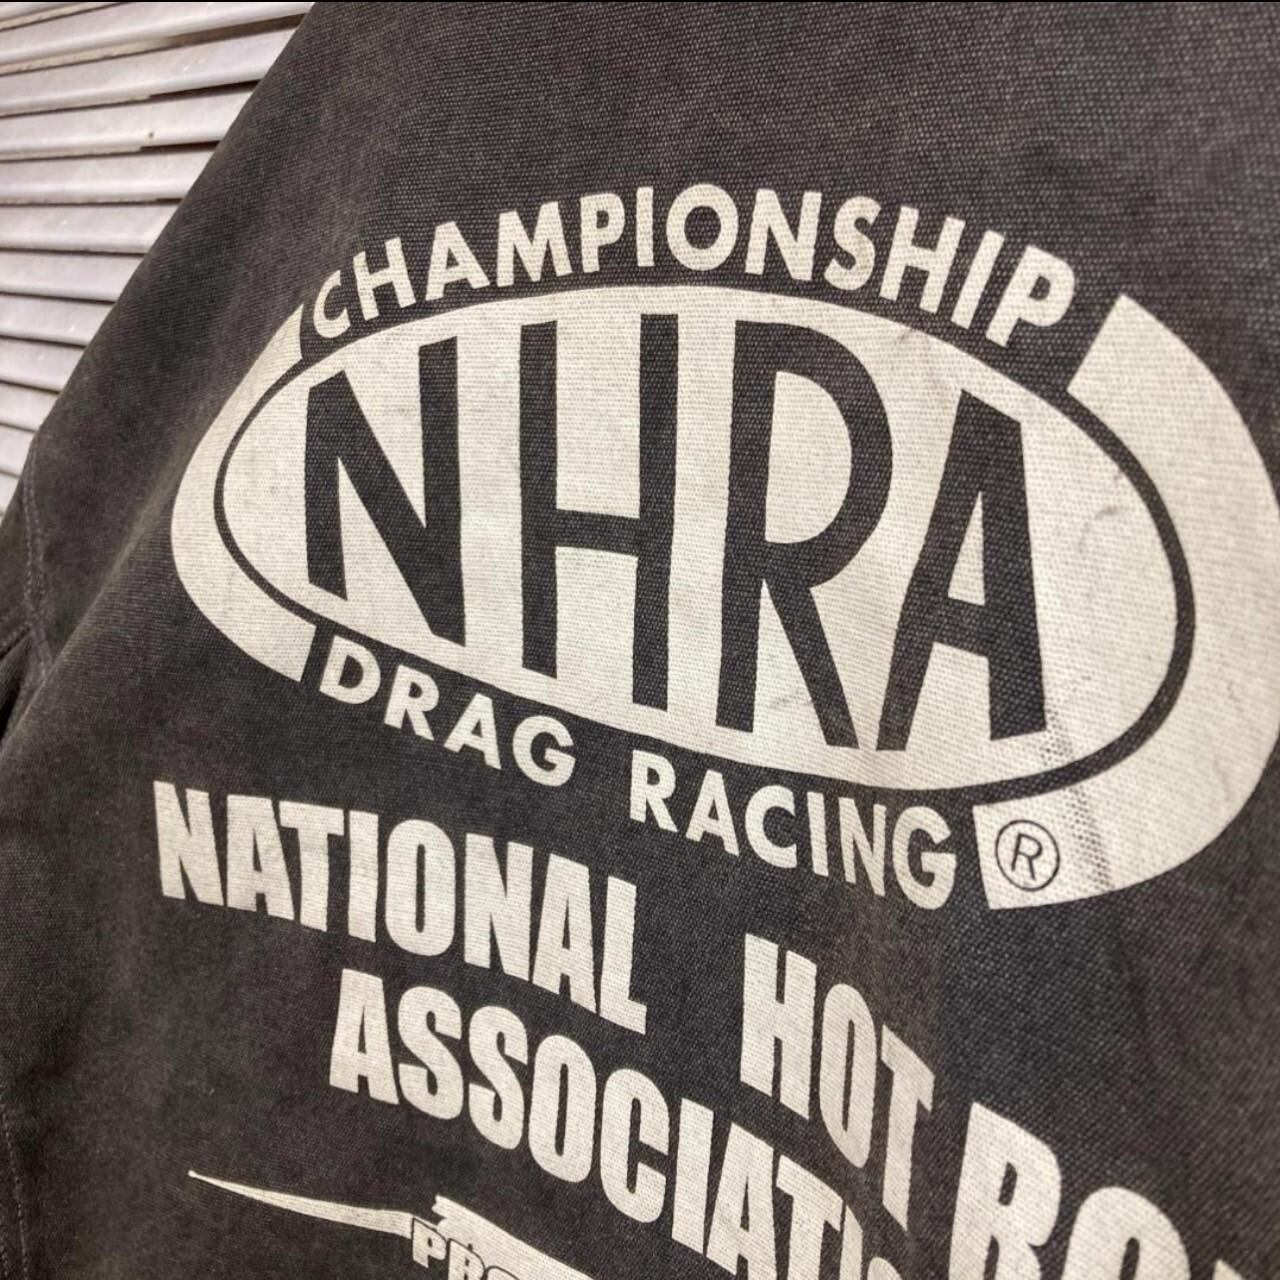 CHAMPIONSHIP
NHRA
DRAG RACING
®
NATIONAL HOT
ASSOCIATI